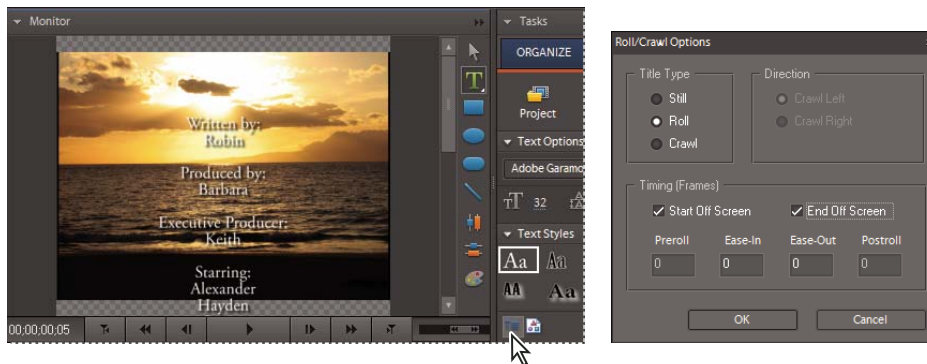 Monitor
Written by:
Robin
Produced by:
Barbara
Executive Producer:
Keith
Starring:
Alexander
Hayden
00;00;00;05
Tasks
ORGANIZE
Project
Text Options
Adobe Garamo
T
TT 32
Text Styles
Aa Aa
AA Aa
Roll/Crawl Options
Title Type
Still
Roll
Crawl
Direction
Crawl Left
Crawl Right
Timing (Frames)
Start Off Screen End Off Screen
Preroll Ease-In Ease-Out Postroll
0 0 0 0
OK Cancel